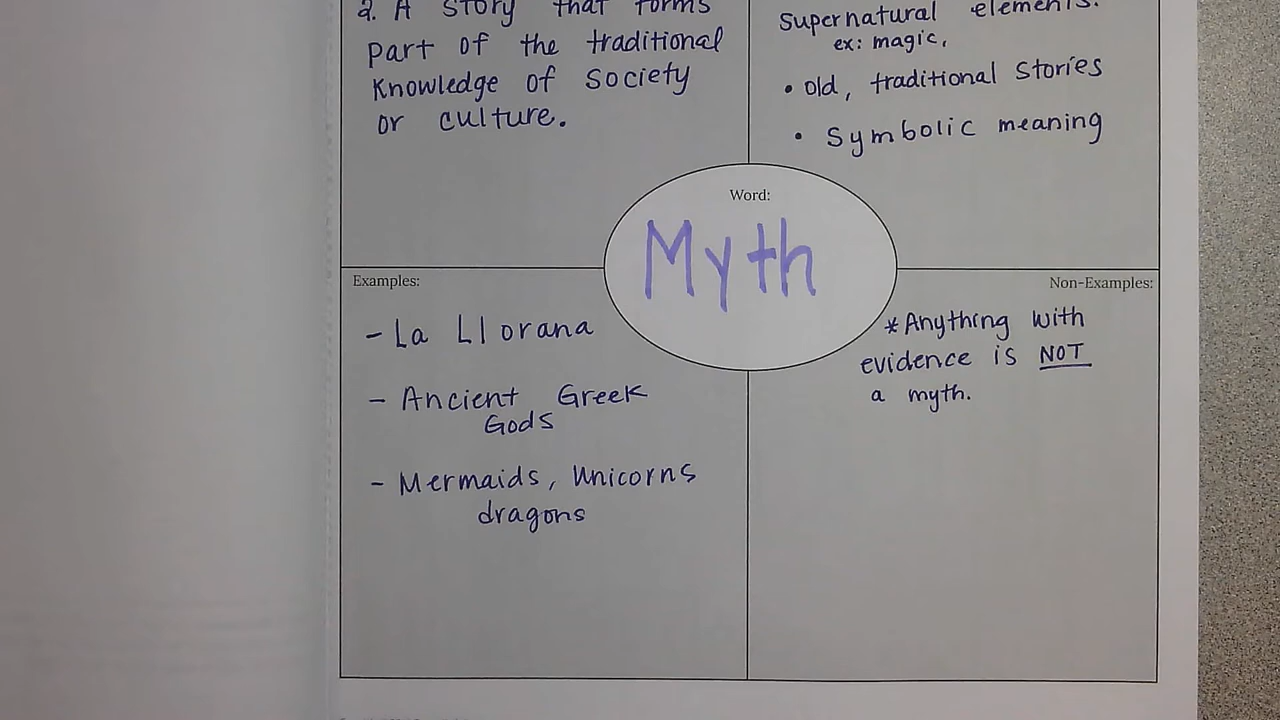 2. A story that forms
part of the traditional
Knowledge of society
or culture.
Supernatural elements.
ex: magic,
• old, traditional stories
• Symbolic meaning
Word:
Myth
Examples:
- La Llorana
- Ancient Greek
Gods
- Mermaids, Unicorns
dragons
Non-Examples:
*Anything with
evidence is NOT
a myth.